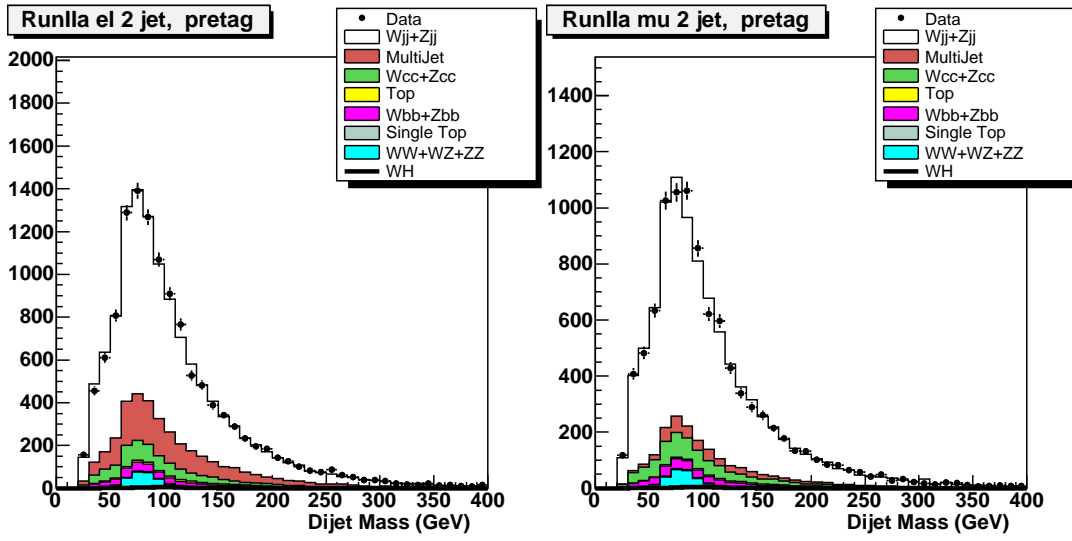 RunIIa el 2 jet, pretag
Data
Wjj+Zjj
MultiJet
Wcc+Zcc
Top
Wbb+Zbb
Single Top
WW+WZ+ZZ
WH
2000
1800
1600
1400
1200
1000
800
600
400
200
0
0 50 100 150 200 250 300 350 400
Dijet Mass (GeV)
RunIIa mu 2 jet, pretag
Data
Wjj+Zjj
MultiJet
Wcc+Zcc
Top
Wbb+Zbb
Single Top
WW+WZ+ZZ
WH
1400
1200
1000
800
600
400
200
0
0 50 100 150 200 250 300 350 400
Dijet Mass (GeV)